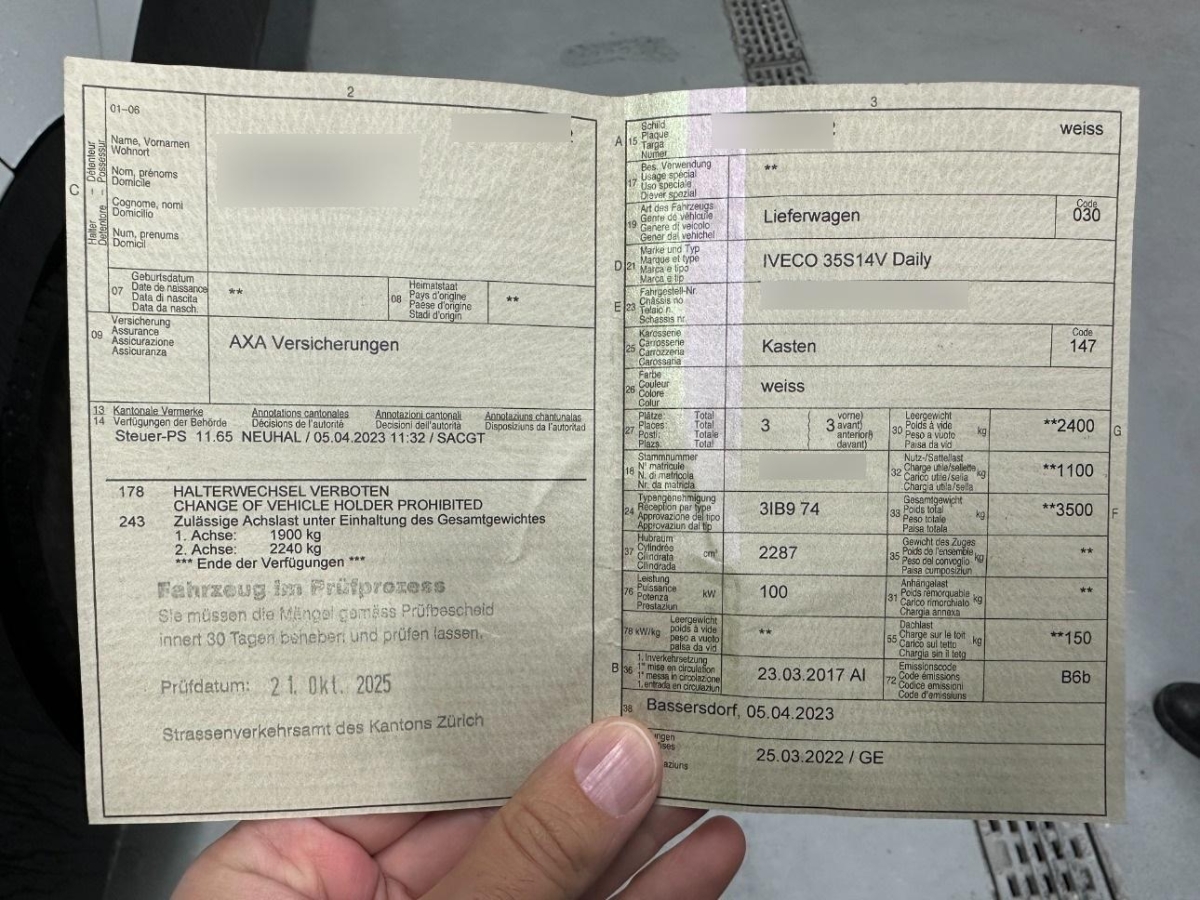 2
01-06
Halter – Détenteur
Detentore – Possessur
C
Name, Vornamen
Wohnort
Nom, prénoms
Domicile
Cognome, nomi
Domicilio
Num, prenums
Domicil
07 Geburtsdatum
Date de naissance
Data di nascita
Data da nasch.
**
08 Heimatstaat
Pays d'origine
Paese d'origine
Stadi d'origin
**
09 Versicherung
Assurance
Assicurazione
Assicuranza
AXA Versicherungen
13 Kantonale Vermerke Annotations cantonales Annotazioni cantonali Annotaziuns chantunalas
14 Verfügungen der Behörde Décisions de l'autorité Decisioni dell'autorità Disposiziuns da l'autoritad
Steuer-PS 11.65 NEUHAL / 05.04.2023 11:32 / SACGT
178 HALTERWECHSEL VERBOTEN
CHANGE OF VEHICLE HOLDER PROHIBITED
243 Zulässige Achslast unter Einhaltung des Gesamtgewichtes
1. Achse: 1900 kg
2. Achse: 2240 kg
*** Ende der Verfügungen ***
Fahrzeug im Prüfprozess
Sie müssen die Mängel gemäss Prüfbescheid
innert 30 Tagen beheben und prüfen lassen.
Prüfdatum: 21. Okt. 2025
Strassenverkehrsamt des Kantons Zürich
3
A 15 Schild
Plaque
Targa
Numer
weiss
17 Bes. Verwendung
Usage spécial
Uso speciale
Diever spezial
**
19 Art des Fahrzeugs
Genre de véhicule
Genere di veicolo
Gener dal vehichel
Lieferwagen
Code
030
D 21 Marke und Typ
Marque et type
Marca e tipo
Marca e tip
IVECO 35S14V Daily
E 23 Fahrgestell-Nr.
Châssis no
Telaio n.
Schassis nr.
25 Karosserie
Carrosserie
Carrozzeria
Carossaria
Kasten
Code
147
26 Farbe
Couleur
Colore
Colur
weiss
27 Plätze: Total
Places: Total
Posti: Totale
Plazs: Total
3
3 vorne)
avant)
anteriori)
davant)
30 Leergewicht
Poids à vide
Peso a vuoto
Paisa da vid
kg
**2400
G
18 Stammnummer
N° matricule
N. di matricola
Nr. da matricla
32 Nutz-/Sattellast
Charge utile/sellette
Carico utile/sella
Chargia utila/sella
kg
**1100
24 Typengenehmigung
Réception par type
Approvazione del tipo
Approvaziun dal tip
3IB9 74
33 Gesamtgewicht
Poids total
Peso totale
Paisa totala
kg
**3500
F
37 Hubraum
Cylindrée
Cilindrata
Cilindrada
cm³
2287
35 Gewicht des Zuges
Poids de l'ensemble
Peso del convoglio
Paisa cumposiziun
kg
**
76 Leistung
Puissance
Potenza
Prestaziun
kW
100
31 Anhängelast
Poids remorquable
Carico rimorchiato
Chargia annexa
kg
**
78 kW/kg Leergewicht
poids à vide
peso a vuoto
paisa da vid
**
55 Dachlast
Charge sur le toit
Carico sul tetto
Chargia sin il tetg
kg
**150
B 36 1. Inverkehrsetzung
1re mise en circulation
1a messa in circolazione
1. entrada en circulaziun
23.03.2017 AI
72 Emissionscode
Code émissions
Codice emissioni
Code d'emissiuns
B6b
38 Bassersdorf, 05.04.2023
25.03.2022 / GE